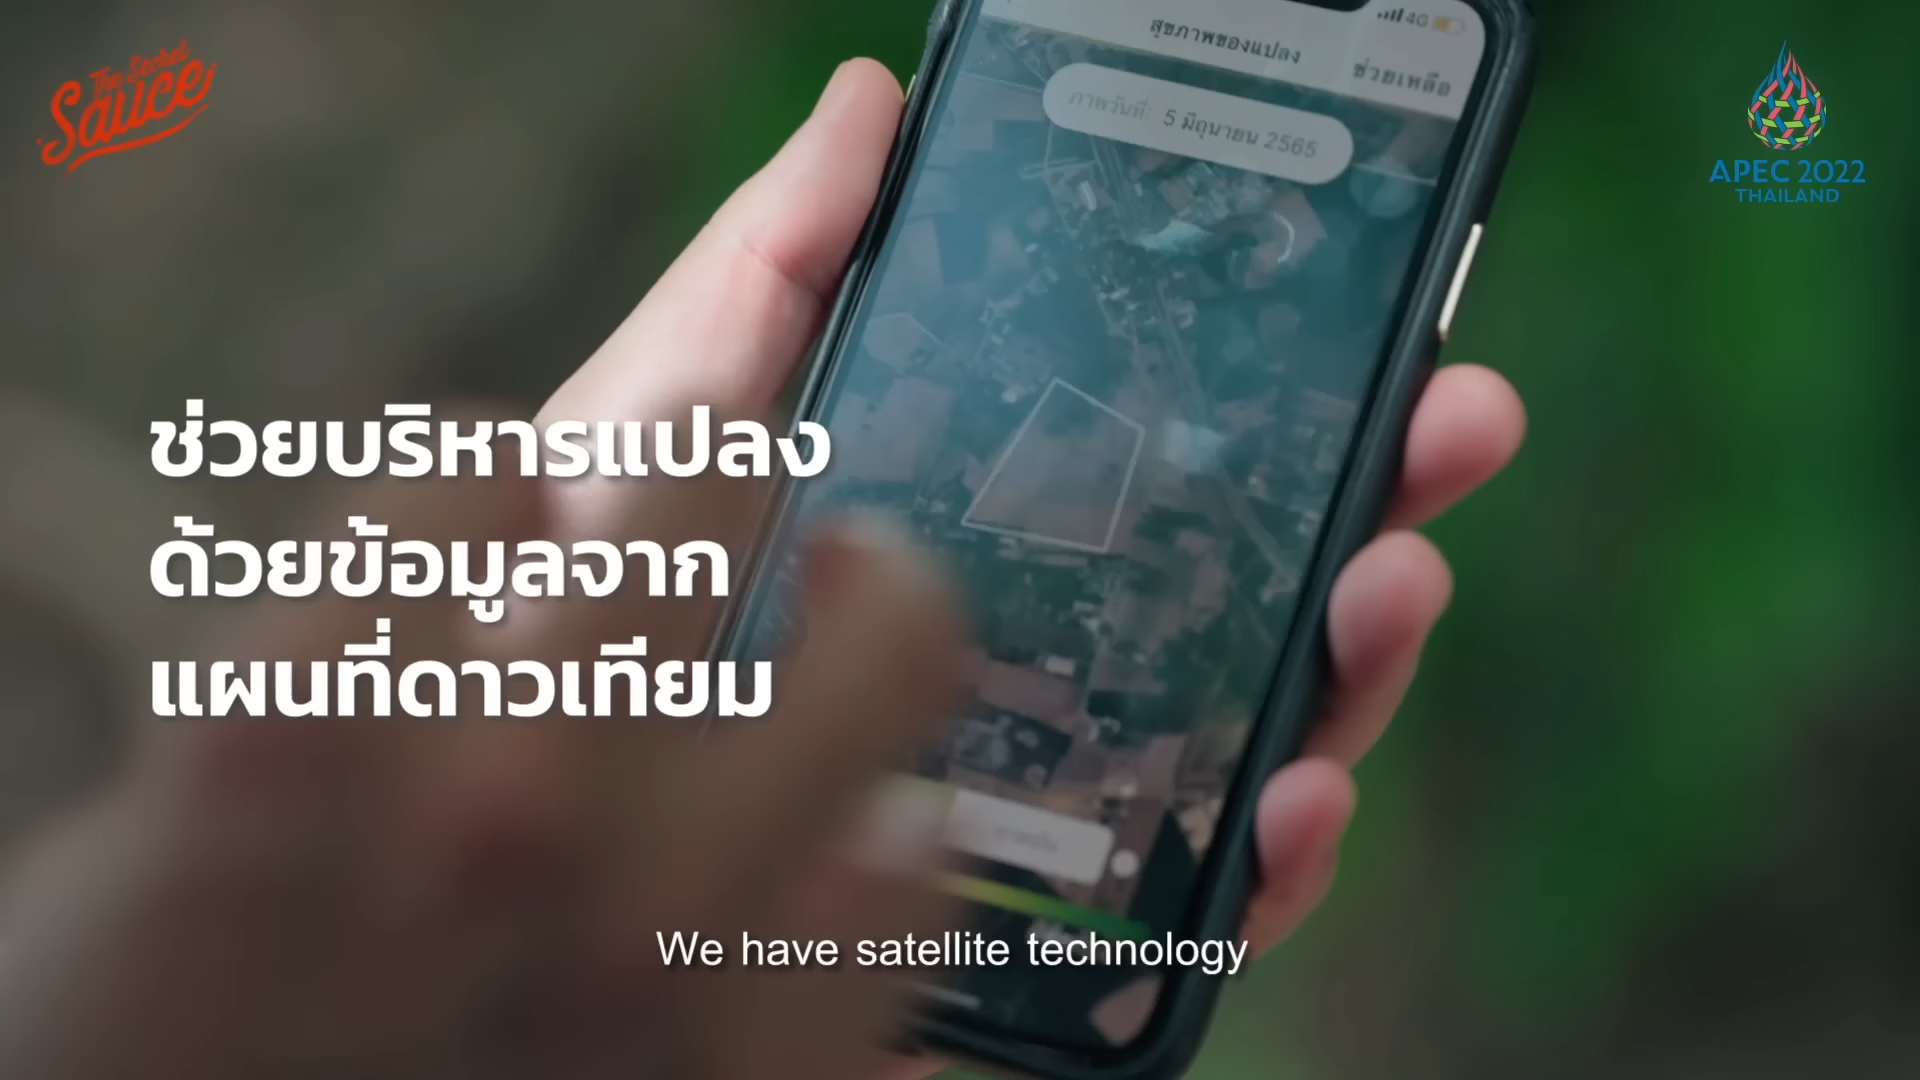 The Secret
Sauce
4G
สุขภาพของแปลง
ช่วยเหลือ
ภาพวันที่ 5 มิถุนายน 2565
APEC 2022
THAILAND
ช่วยบริหารแปลง
ด้วยข้อมูลจาก
แผนที่ดาวเทียม
We have satellite technology